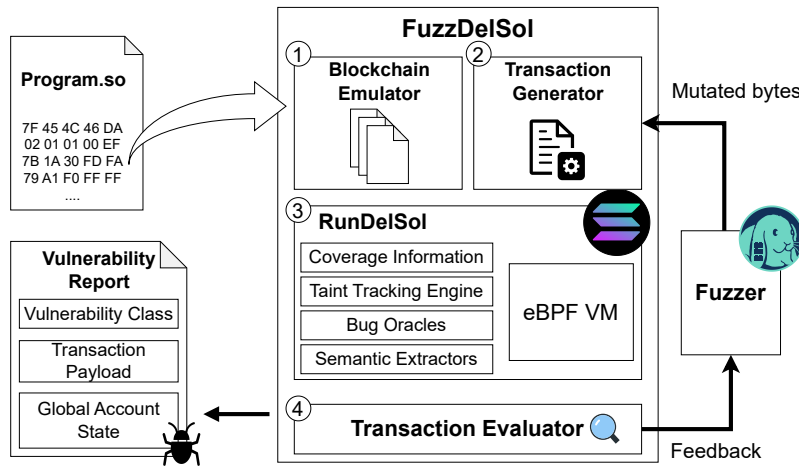 FuzzDelSol
Program.so
7F 45 4C 46 DA
02 01 01 00 EF
7B 1A 30 FD FA
79 A1 F0 FF FF
....
1
Blockchain
Emulator
2
Transaction
Generator
Mutated bytes
3
RunDelSol
Coverage Information
Taint Tracking Engine
Bug Oracles
Semantic Extractors
eBPF VM
Fuzzer
Vulnerability
Report
Vulnerability Class
Transaction
Payload
Global Account
State
4
Transaction Evaluator
Feedback